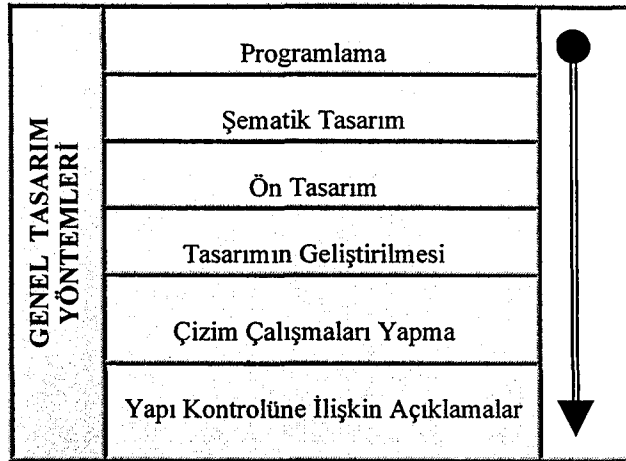 GENEL TASARIM
YÖNTEMLERİ
Programlama
Şematik Tasarım
Ön Tasarım
Tasarımın Geliştirilmesi
Çizim Çalışmaları Yapma
Yapı Kontrolüne İlişkin Açıklamalar